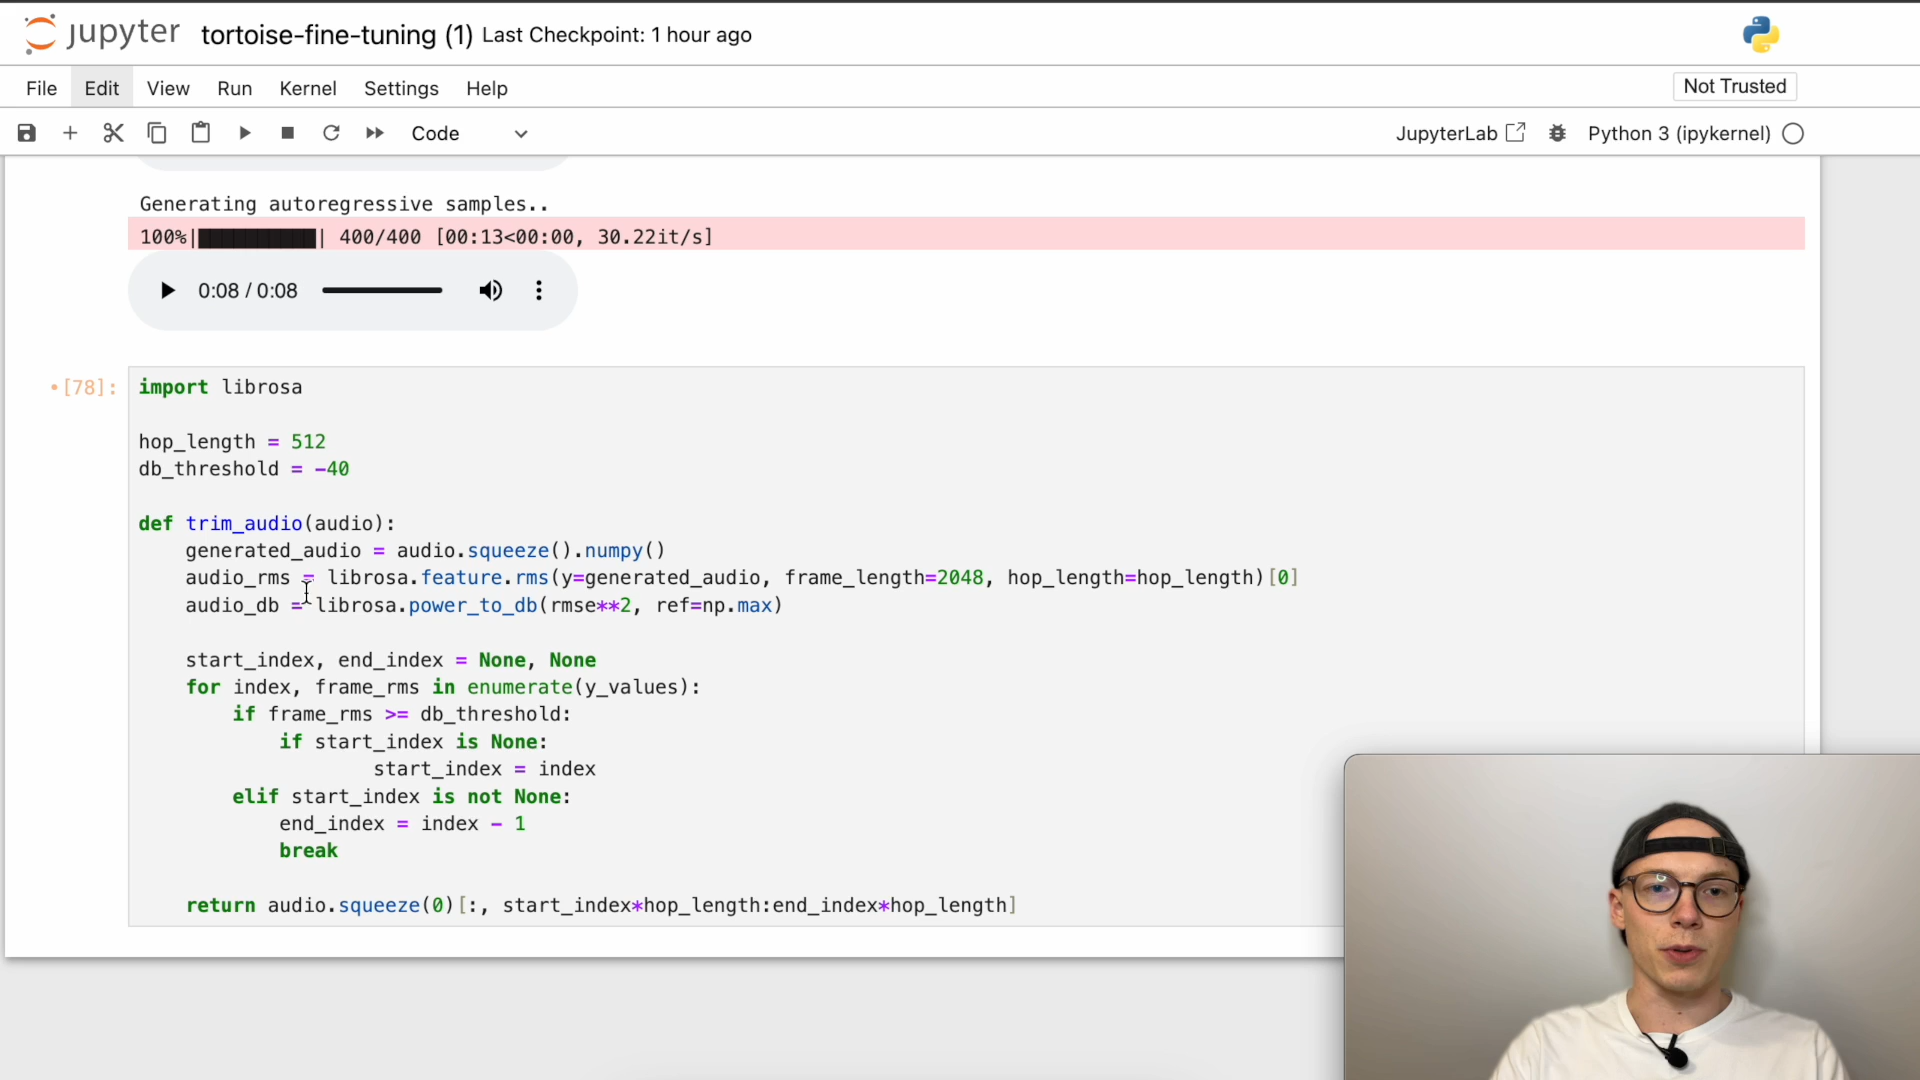 jupyter tortoise-fine-tuning (1) Last Checkpoint: 1 hour ago
File Edit View Run Kernel Settings Help Not Trusted
Code JupyterLab Python 3 (ipykernel)
Generating autoregressive samples..
100%|██████████| 400/400 [00:13<00:00, 30.22it/s]
0:08 / 0:08
[78]: import librosa
hop_length = 512
db_threshold = -40
def trim_audio(audio):
generated_audio = audio.squeeze().numpy()
audio_rms = librosa.feature.rms(y=generated_audio, frame_length=2048, hop_length=hop_length)[0]
audio_db = librosa.power_to_db(rmse**2, ref=np.max)
start_index, end_index = None, None
for index, frame_rms in enumerate(y_values):
if frame_rms >= db_threshold:
if start_index is None:
start_index = index
elif start_index is not None:
end_index = index - 1
break
return audio.squeeze(0)[:, start_index*hop_length:end_index*hop_length]